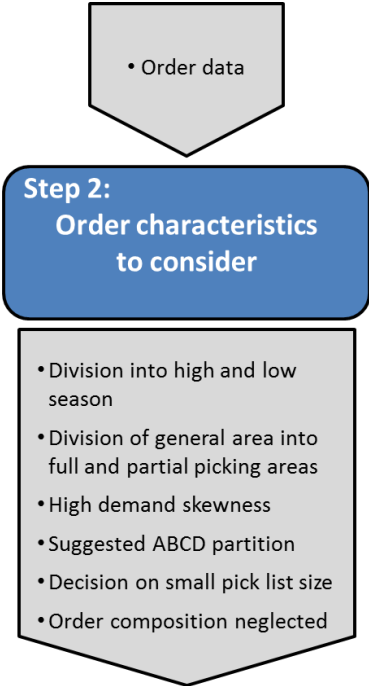 • Order data
Step 2:
Order characteristics
to consider
• Division into high and low
season
• Division of general area into
full and partial picking areas
• High demand skewness
• Suggested ABCD partition
• Decision on small pick list size
• Order composition neglected